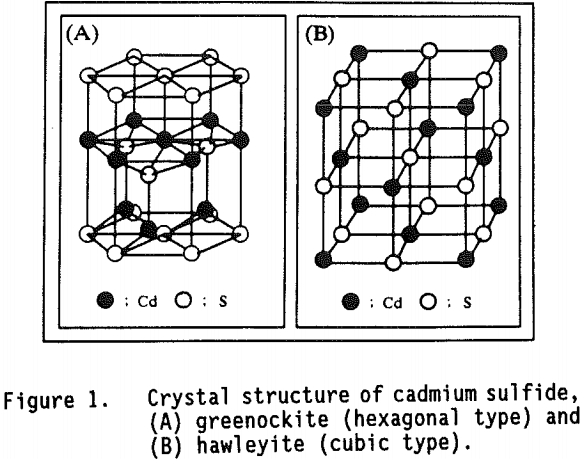 (A)
(B)
● ; Cd ○ ; S
● ; Cd ○ ; S
Figure 1. Crystal structure of cadmium sulfide,
(A) greenockite (hexagonal type) and
(B) hawleyite (cubic type).